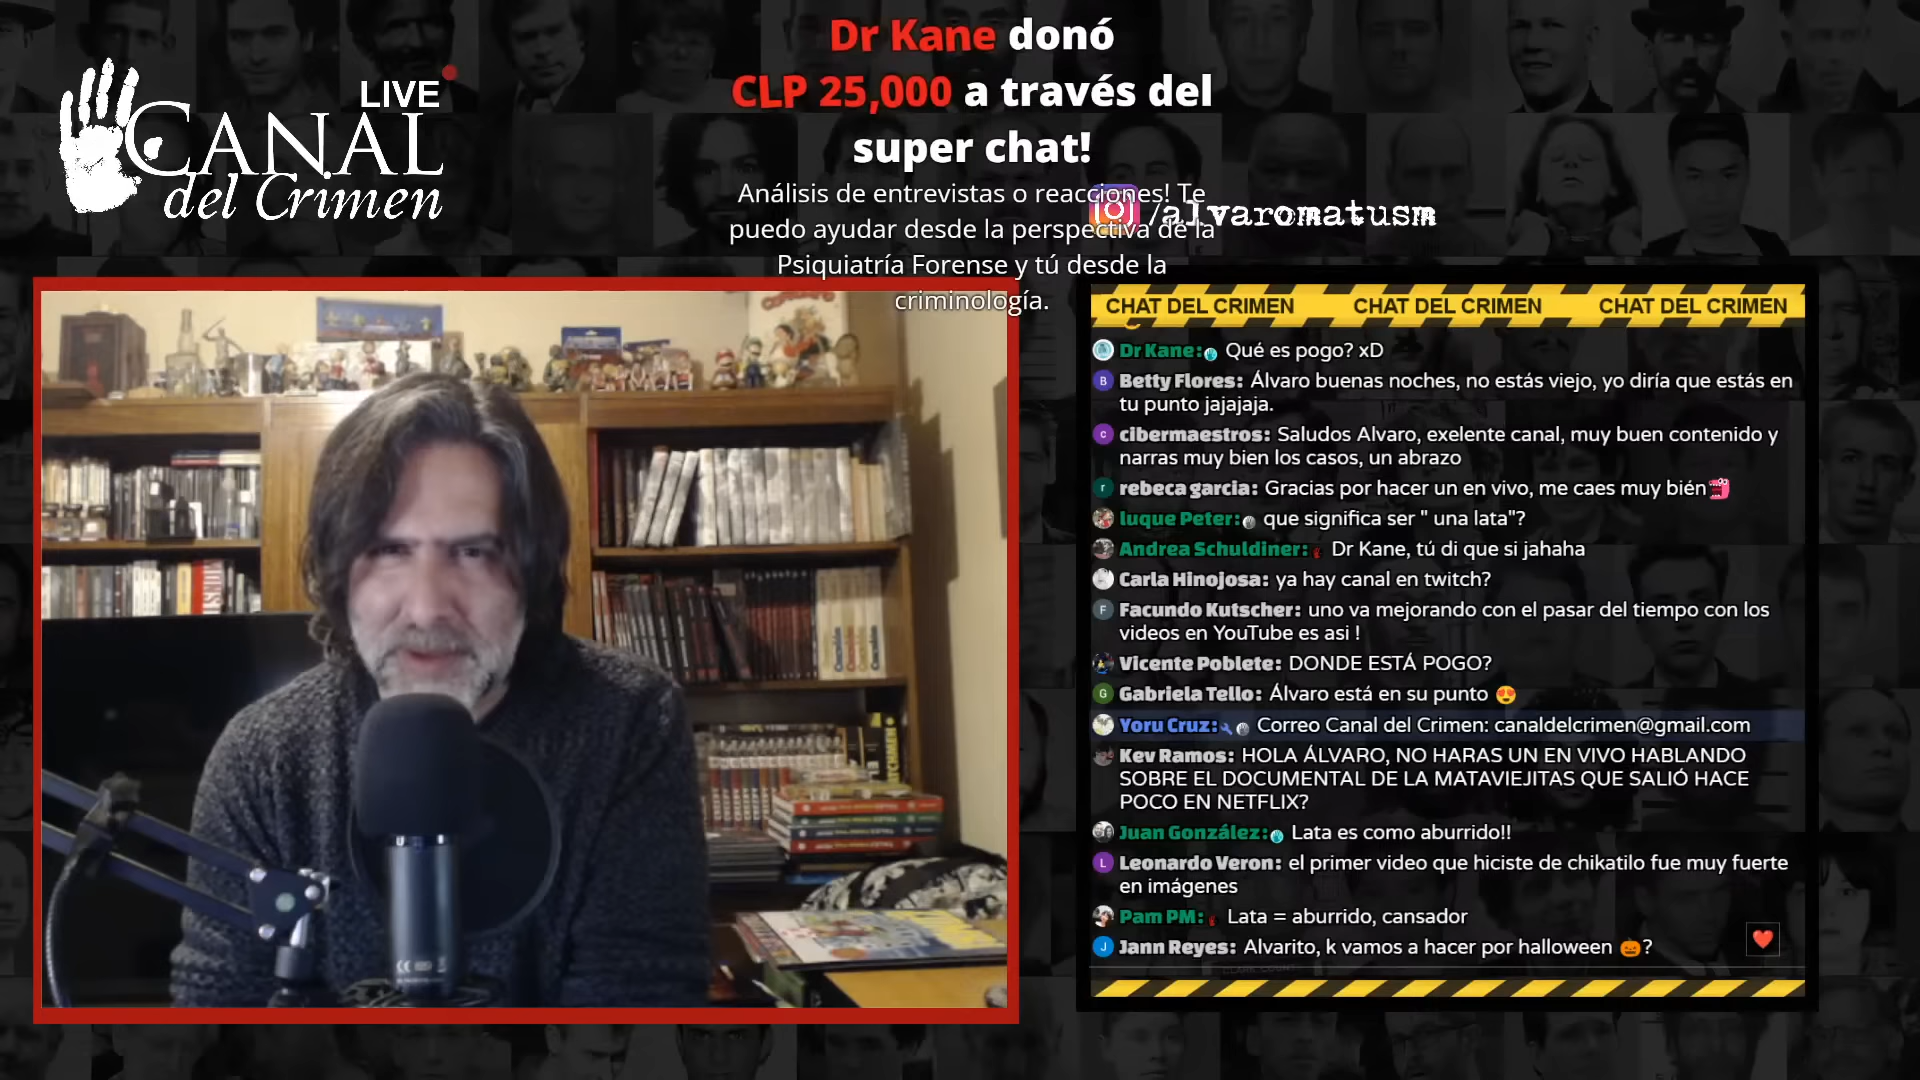 LIVE
CANAL
del Crimen
Dr Kane donó
CLP 25,000 a través del
super chat!
Análisis de entrevistas o reacciones! Te
puedo ayudar desde la perspectiva de la
Psiquiatría Forense y tú desde la
criminología.
/alvaromatusm
CHAT DEL CRIMEN CHAT DEL CRIMEN CHAT DEL CRIMEN
Dr Kane: Qué es pogo? xD
Betty Flores: Álvaro buenas noches, no estás viejo, yo diría que estás en
tu punto jajajaja.
cibermaestros: Saludos Alvaro, exelente canal, muy buen contenido y
narras muy bien los casos, un abrazo
rebeca garcia: Gracias por hacer un en vivo, me caes muy bién
luque Peter: que significa ser " una lata"?
Andrea Schuldiner: Dr Kane, tú di que si jahaha
Carla Hinojosa: ya hay canal en twitch?
Facundo Kutscher: uno va mejorando con el pasar del tiempo con los
videos en YouTube es asi !
Vicente Poblete: DONDE ESTÁ POGO?
Gabriela Tello: Álvaro está en su punto 😍
Yoru Cruz: Correo Canal del Crimen: canaldelcrimen@gmail.com
Kev Ramos: HOLA ÁLVARO, NO HARAS UN EN VIVO HABLANDO
SOBRE EL DOCUMENTAL DE LA MATAVIEJITAS QUE SALIÓ HACE
POCO EN NETFLIX?
Juan González: Lata es como aburrido!!
Leonardo Veron: el primer video que hiciste de chikatilo fue muy fuerte
en imágenes
Pam PM: Lata = aburrido, cansador
Jann Reyes: Alvarito, k vamos a hacer por halloween 🎃?